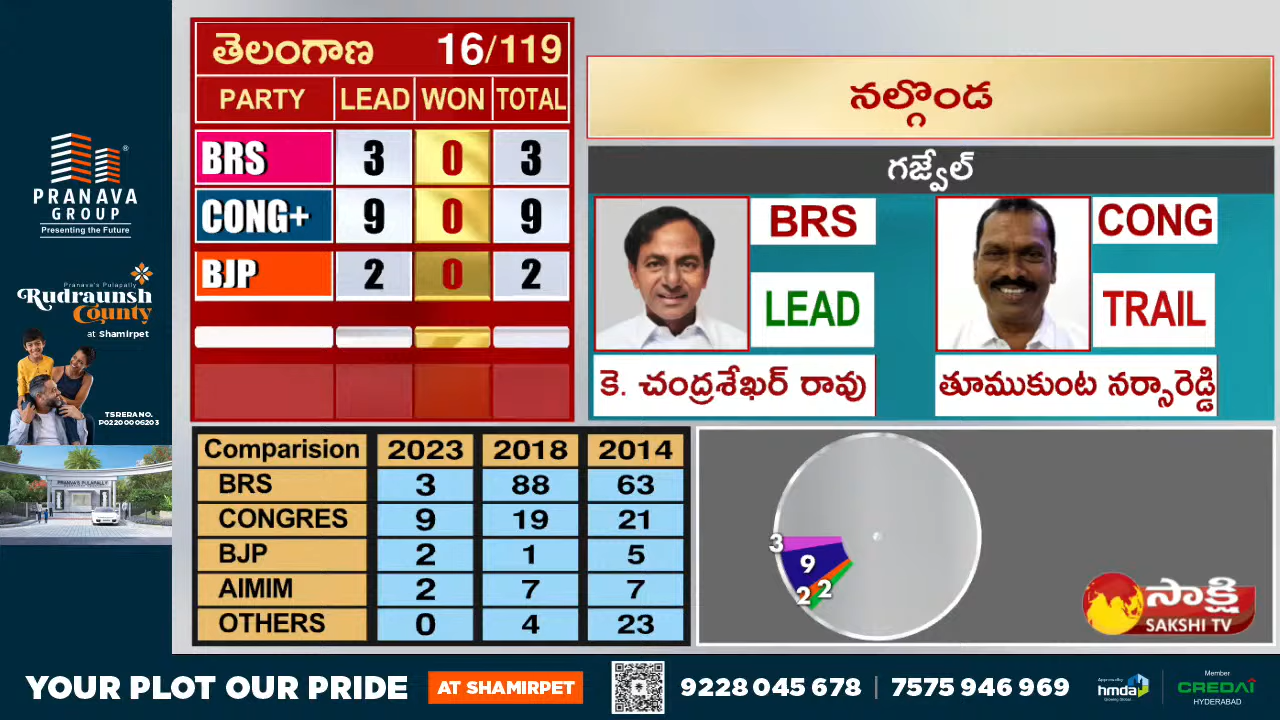 PRANAVA
GROUP
Presenting the Future
Pranava's Pulapally
Rudraunsh
County
at Shamirpet
TSRERA NO.
P02200006203
PRANAVA'S PULAPALLY
తెలంగాణ 16/119
PARTY LEAD WON TOTAL
BRS 3 0 3
CONG+ 9 0 9
BJP 2 0 2
నల్గొండ
గజ్వేల్
BRS
LEAD
కె. చంద్రశేఖర్ రావు
CONG
TRAIL
తూముకుంట నర్సారెడ్డి
Comparision 2023 2018 2014
BRS 3 88 63
CONGRES 9 19 21
BJP 2 1 5
AIMIM 2 7 7
OTHERS 0 4 23
3
9
2 2
సాక్షి
SAKSHI TV
YOUR PLOT OUR PRIDE AT SHAMIRPET 9228 045 678 | 7575 946 969
Approved by
hmda
Member
CREDAI
HYDERABAD